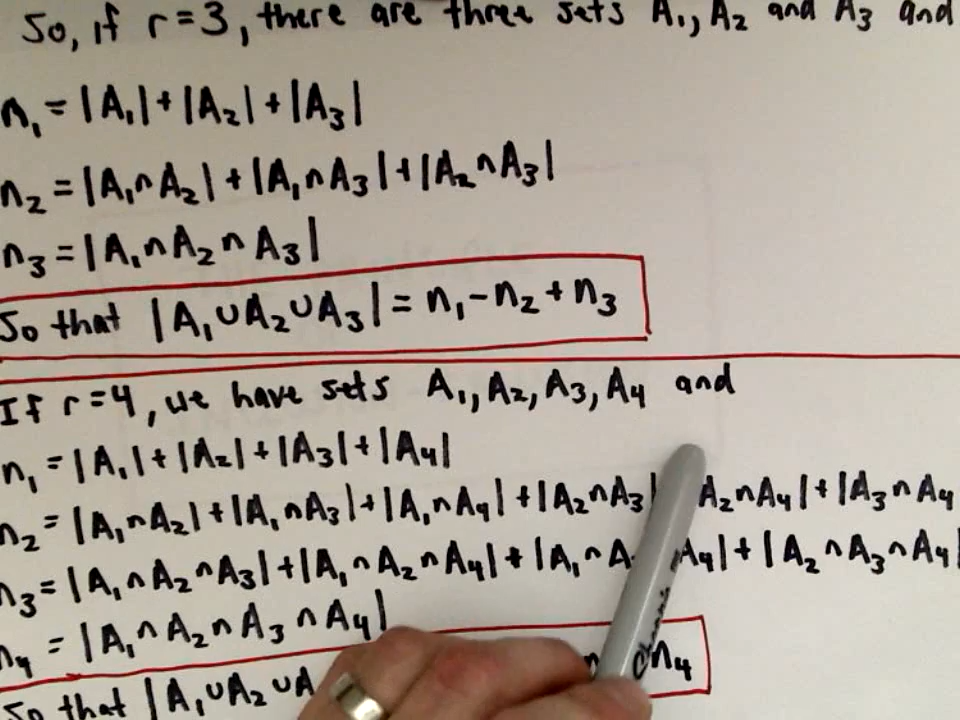 So, if r=3, there are three sets A₁, A₂ and A₃ and
n₁ = |A₁| + |A₂| + |A₃|
n₂ = |A₁∩A₂| + |A₁∩A₃| + |A₂∩A₃|
n₃ = |A₁∩A₂∩A₃|
So that |A₁∪A₂∪A₃| = n₁-n₂+n₃
If r=4, we have sets A₁, A₂, A₃, A₄ and
n₁ = |A₁| + |A₂| + |A₃| + |A₄|
n₂ = |A₁∩A₂| + |A₁∩A₃| + |A₁∩A₄| + |A₂∩A₃| A₂∩A₄| + |A₃∩A₄
n₃ = |A₁∩A₂∩A₃| + |A₁∩A₂∩A₄| + |A₁∩A A₄| + |A₂∩A₃∩A₄|
n₄ = |A₁∩A₂∩A₃∩A₄|
So that |A₁∪A₂∪A n₄